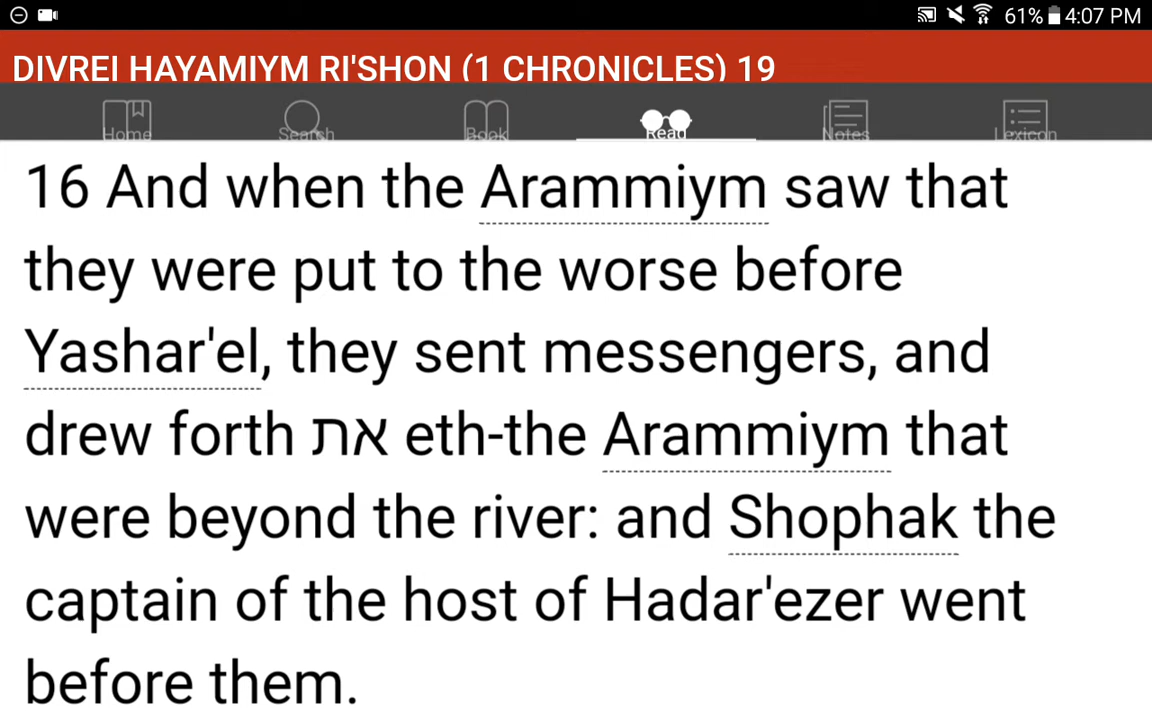 61% 4:07 PM
DIVREI HAYAMIYM RI'SHON (1 CHRONICLES) 19
Home Search Book Read Notes Lexicon
16 And when the Arammiym saw that
they were put to the worse before
Yashar'el, they sent messengers, and
drew forth את eth-the Arammiym that
were beyond the river: and Shophak the
captain of the host of Hadar'ezer went
before them.